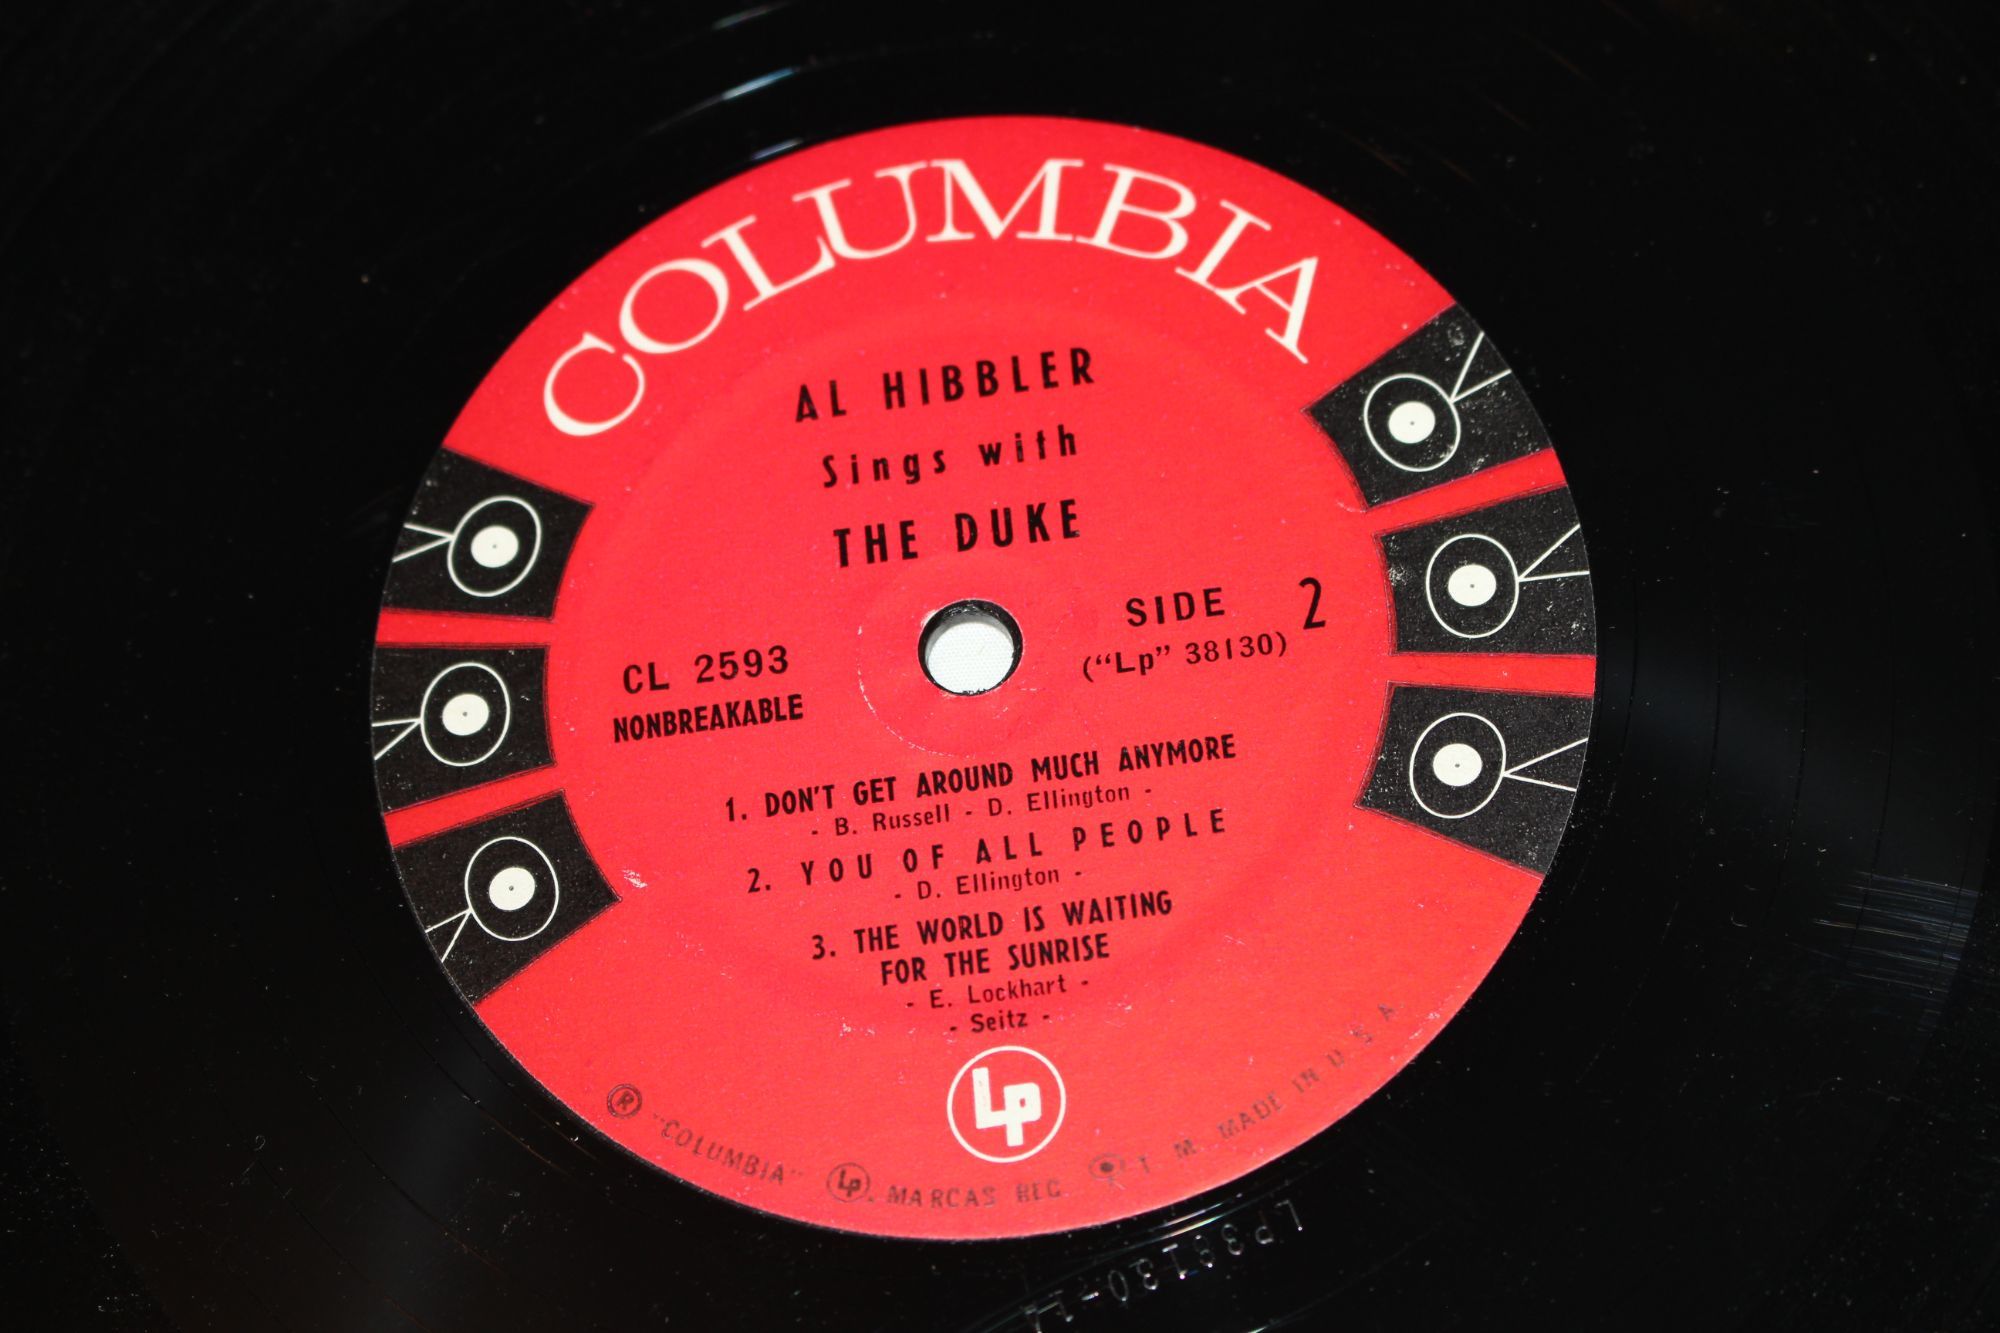 COLUMBIA
AL HIBBLER
Sings with
THE DUKE
CL 2593
NONBREAKABLE
SIDE 2
("Lp" 38130)
1. DON'T GET AROUND MUCH ANYMORE
- B. Russell - D. Ellington -
2. YOU OF ALL PEOPLE
- D. Ellington -
3. THE WORLD IS WAITING
FOR THE SUNRISE
- E. Lockhart -
- Seitz -
Lp
® "COLUMBIA" Lp. MARCAS REG. T. M. MADE IN U. S. A.
LP38130-1